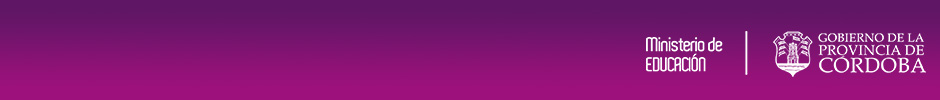 Ministerio de
EDUCACIÓN
GOBIERNO DE LA
PROVINCIA DE
CÓRDOBA